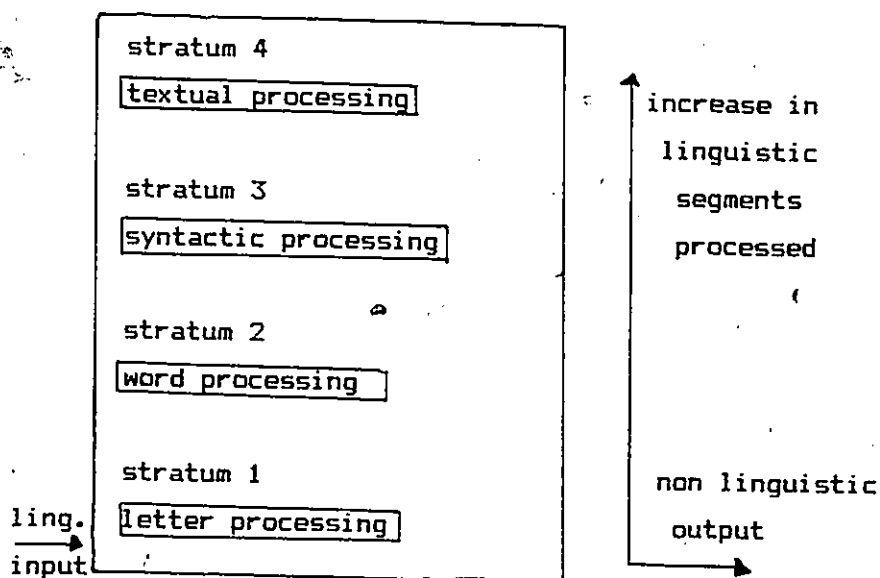 stratum 4
textual processing
stratum 3
syntactic processing
stratum 2
word processing
stratum 1
letter processing
ling.
input
increase in
linguistic
segments
processed
non linguistic
output